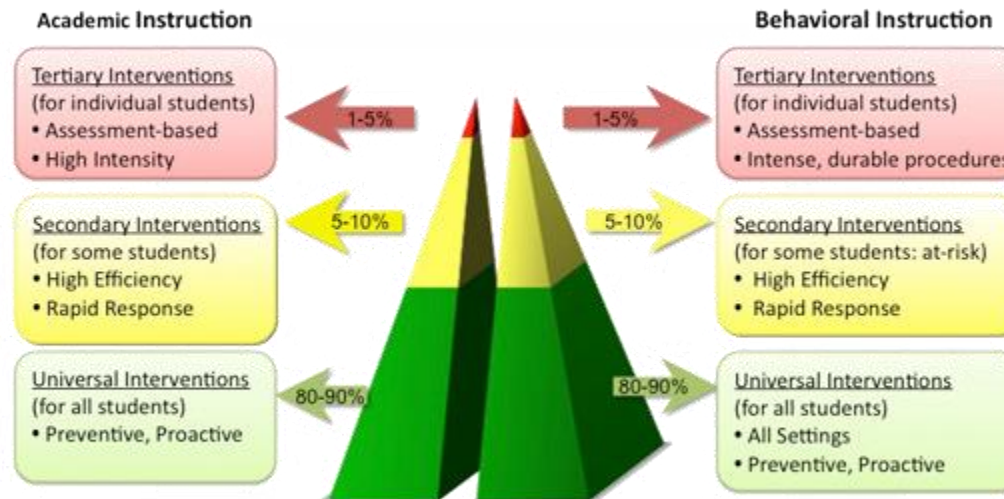 Academic Instruction
Tertiary Interventions
(for individual students)
• Assessment-based
• High Intensity
1-5%
Secondary Interventions
(for some students)
• High Efficiency
• Rapid Response
5-10%
Universal Interventions
(for all students)
• Preventive, Proactive
80-90%
Behavioral Instruction
1-5%
Tertiary Interventions
(for individual students)
• Assessment-based
• Intense, durable procedures
5-10%
Secondary Interventions
(for some students: at-risk)
• High Efficiency
• Rapid Response
80-90%
Universal Interventions
(for all students)
• All Settings
• Preventive, Proactive